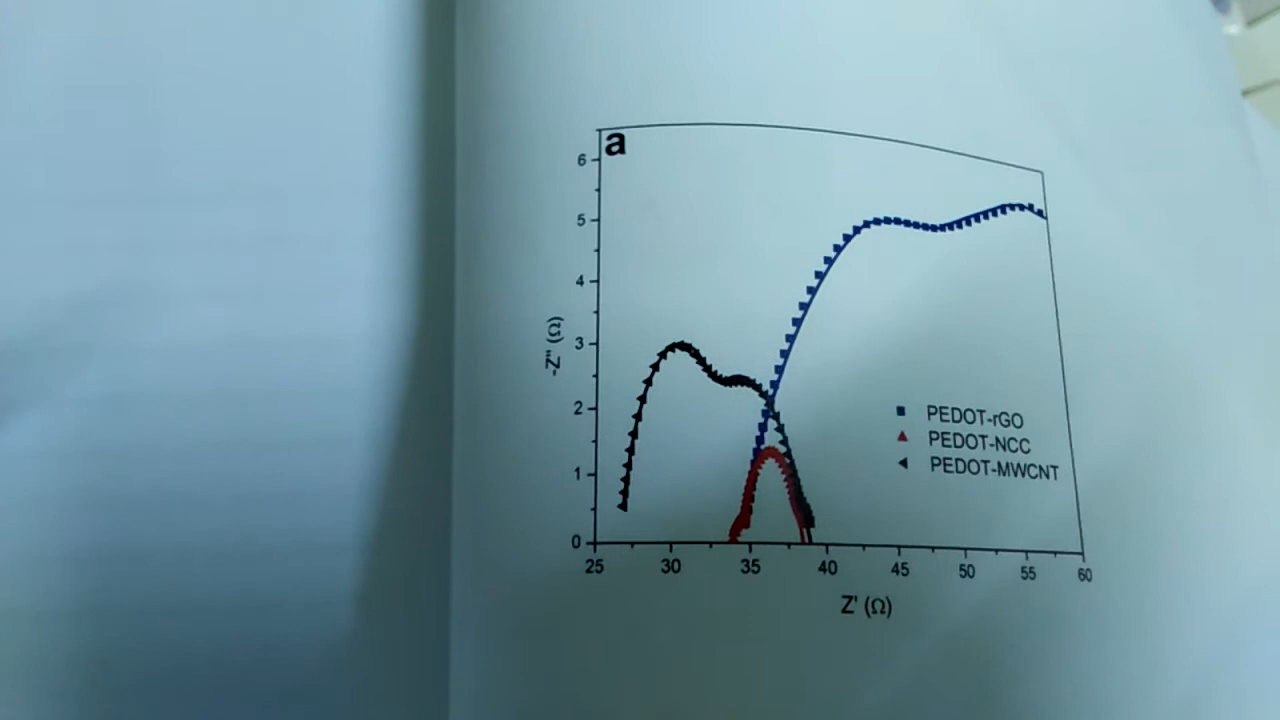 a
6
5
4
3
2
1
0
-Z" (Ω)
PEDOT-rGO
PEDOT-NCC
PEDOT-MWCNT
25 30 35 40 45 50 55 60
Z' (Ω)